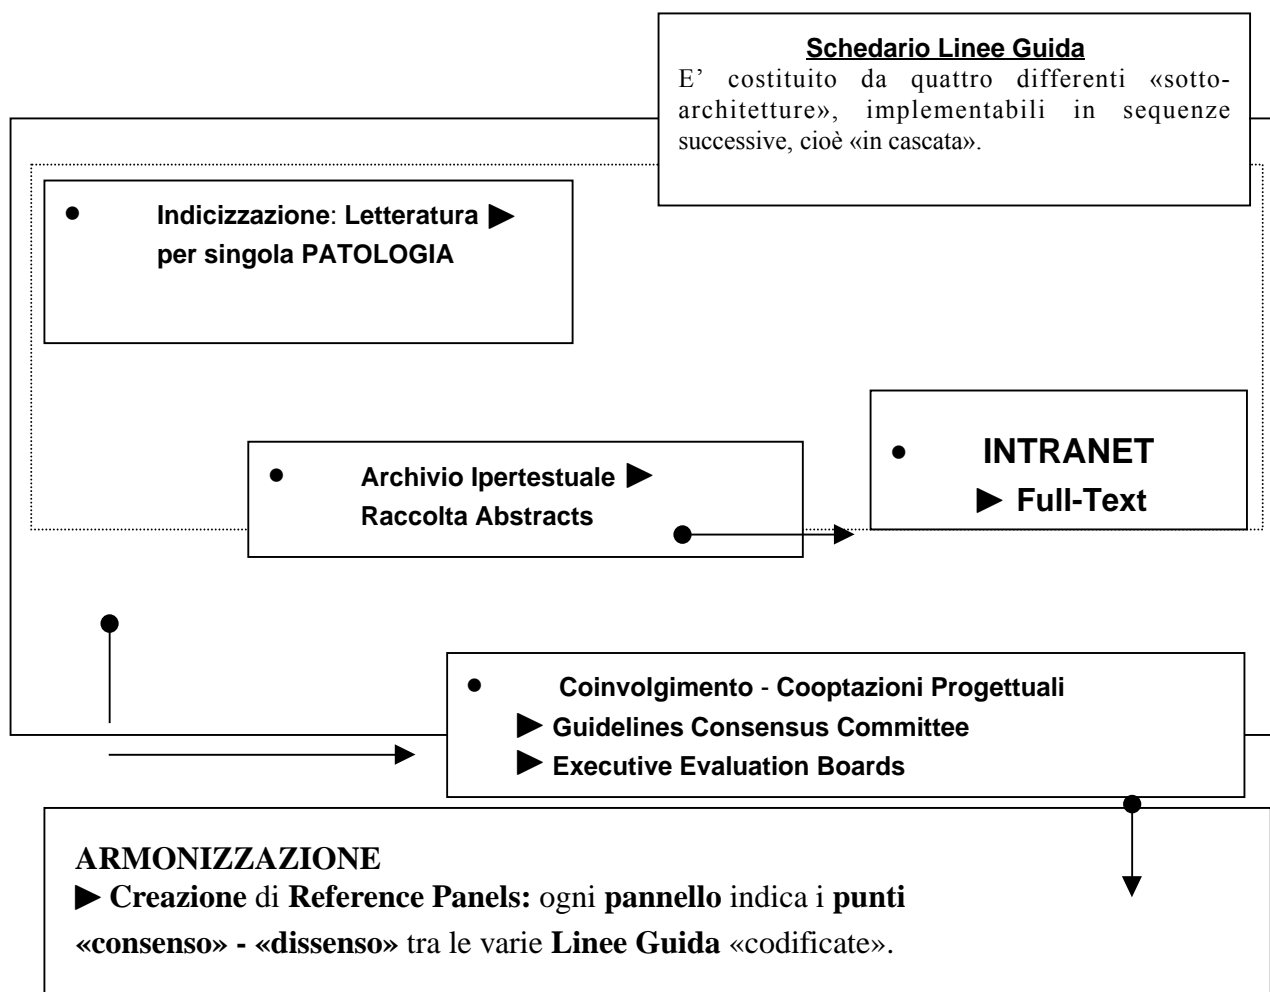 Schedario Linee Guida
E’ costituito da quattro differenti «sotto-
architetture», implementabili in sequenze
successive, cioè «in cascata».
• Indicizzazione: Letteratura ►
per singola PATOLOGIA
• INTRANET
► Full-Text
• Archivio Ipertestuale ►
Raccolta Abstracts
• Coinvolgimento - Cooptazioni Progettuali
► Guidelines Consensus Committee
► Executive Evaluation Boards
ARMONIZZAZIONE
► Creazione di Reference Panels: ogni pannello indica i punti
«consenso» - «dissenso» tra le varie Linee Guida «codificate».